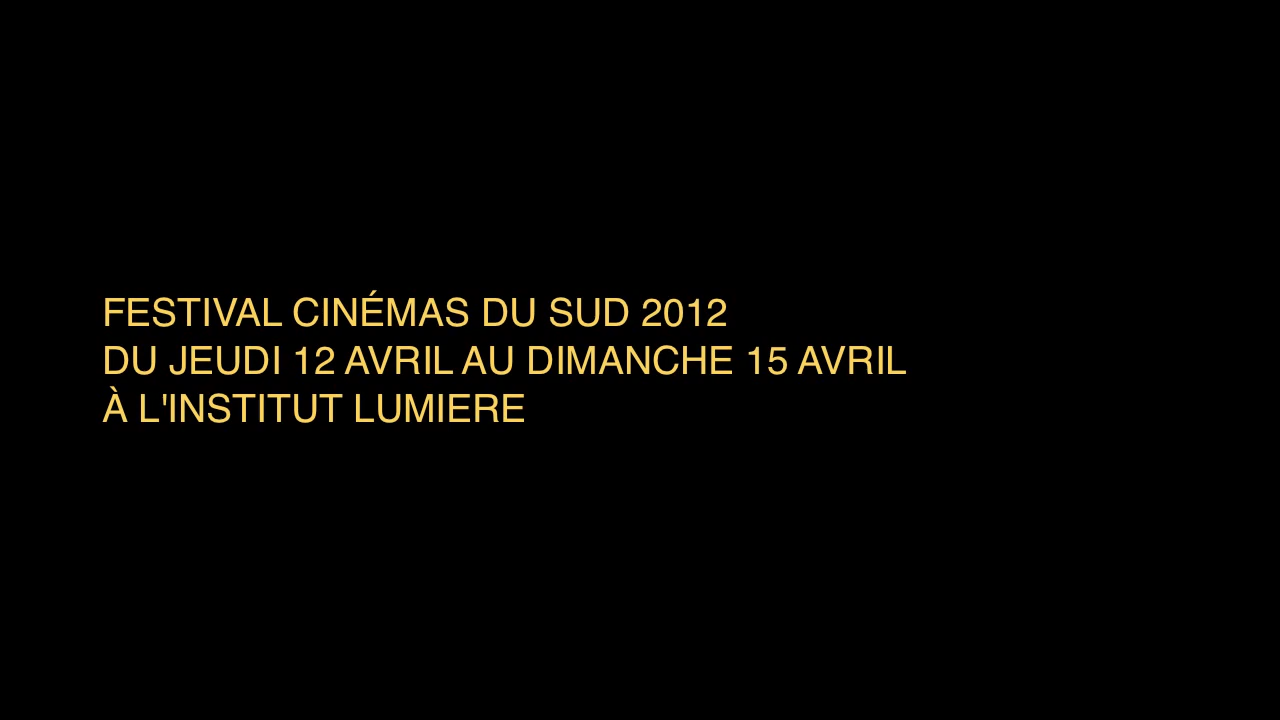 FESTIVAL CINÉMAS DU SUD 2012
DU JEUDI 12 AVRIL AU DIMANCHE 15 AVRIL
À L'INSTITUT LUMIERE